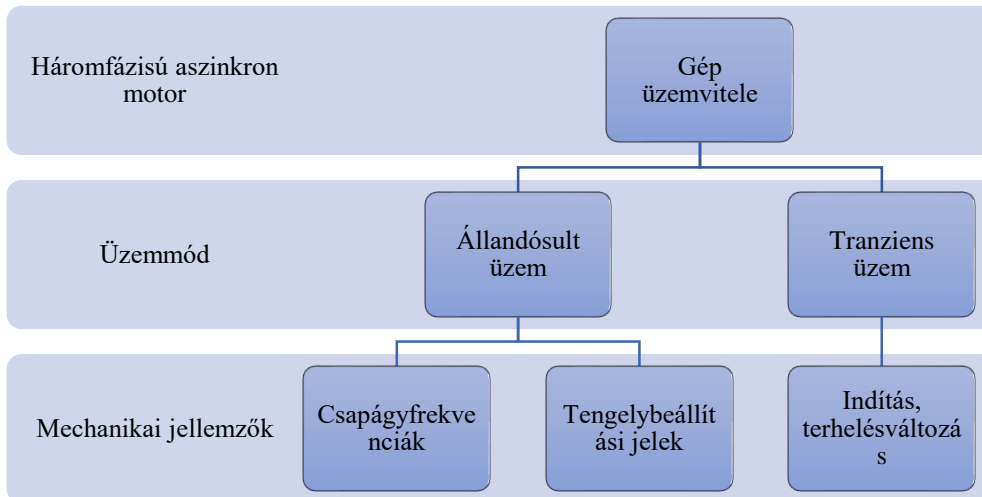 Háromfázisú aszinkron
motor
Gép
üzemvitele
Üzemmód
Állandósult
üzem
Tranziens
üzem
Mechanikai jellemzők
Csapágyfrekve
nciák
Tengelybeállít
ási jelek
Indítás,
terhelésváltozá
s